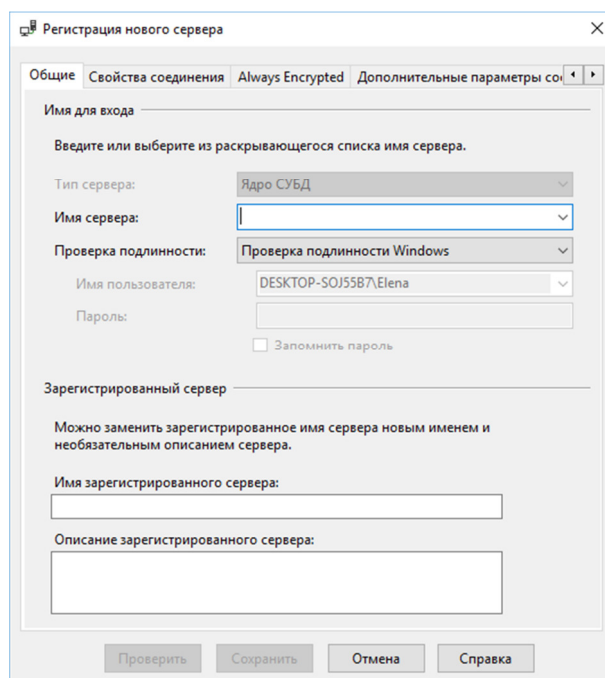 Регистрация нового сервера
Общие Свойства соединения Always Encrypted Дополнительные параметры
Имя для входа
Введите или выберите из раскрывающегося списка имя сервера.
Тип сервера: Ядро СУБД
Имя сервера:
Проверка подлинности: Проверка подлинности Windows
Имя пользователя: DESKTOP-SOJ55B7\Elena
Пароль:
Запомнить пароль
Зарегистрированный сервер
Можно заменить зарегистрированное имя сервера новым именем и
необязательным описанием сервера.
Имя зарегистрированного сервера:
Описание зарегистрированного сервера:
Проверить Сохранить Отмена Справка